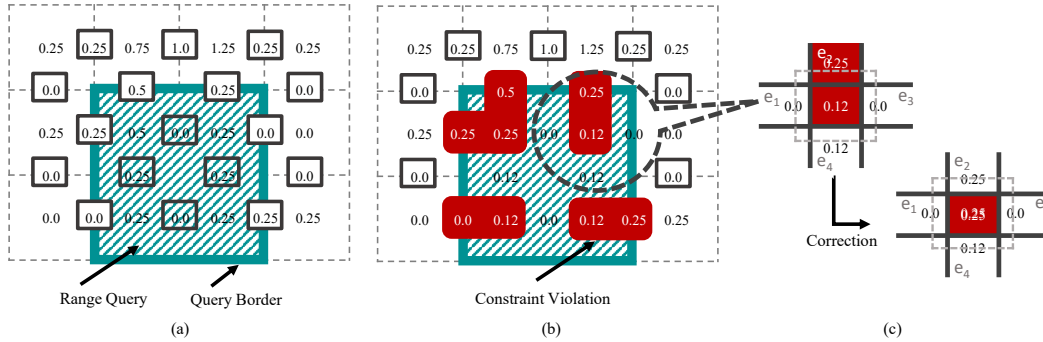 0.25 0.25 0.75 1.0 1.25 0.25 0.25
0.0 0.5 0.25 0.0
0.25 0.25 0.5 0.0 0.25 0.0 0.0
0.0 0.25 0.25 0.0
0.0 0.0 0.25 0.0 0.25 0.25 0.25
Range Query
Query Border
(a)
0.25 0.25 0.75 1.0 1.25 0.25 0.25
0.0 0.5 0.25 0.0
0.25 0.25 0.25 0.0 0.12 0.0 0.0
0.0 0.12 0.12 0.0
0.0 0.0 0.12 0.0 0.12 0.25 0.25
Constraint Violation
(b)
e2
0.25
e1 e3
0.0 0.12 0.0
0.12
e4
Correction
e2
0.25
e1 e
0.0 0.25 0.0
0.12
e4
(c)